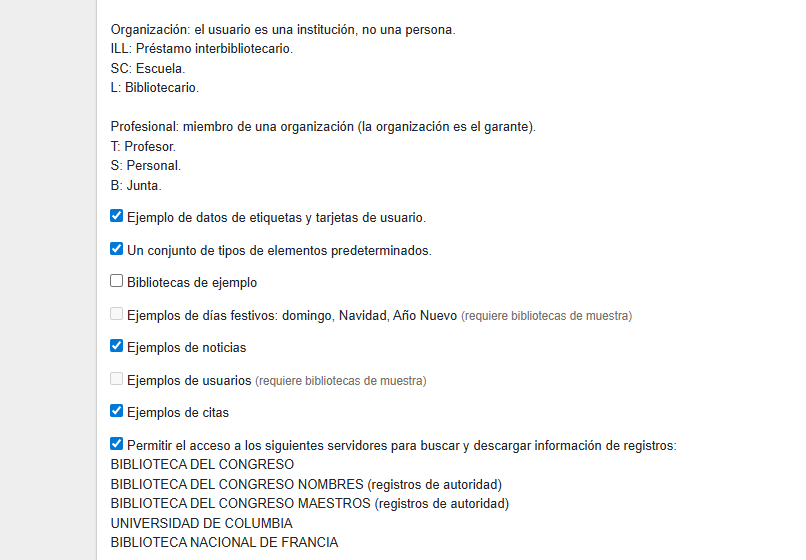 Organización: el usuario es una institución, no una persona.
ILL: Préstamo interbibliotecario.
SC: Escuela.
L: Bibliotecario.
Profesional: miembro de una organización (la organización es el garante).
T: Profesor.
S: Personal.
B: Junta.
Ejemplo de datos de etiquetas y tarjetas de usuario.
Un conjunto de tipos de elementos predeterminados.
Bibliotecas de ejemplo
Ejemplos de días festivos: domingo, Navidad, Año Nuevo (requiere bibliotecas de muestra)
Ejemplos de noticias
Ejemplos de usuarios (requiere bibliotecas de muestra)
Ejemplos de citas
Permitir el acceso a los siguientes servidores para buscar y descargar información de registros:
BIBLIOTECA DEL CONGRESO
BIBLIOTECA DEL CONGRESO NOMBRES (registros de autoridad)
BIBLIOTECA DEL CONGRESO MAESTROS (registros de autoridad)
UNIVERSIDAD DE COLUMBIA
BIBLIOTECA NACIONAL DE FRANCIA